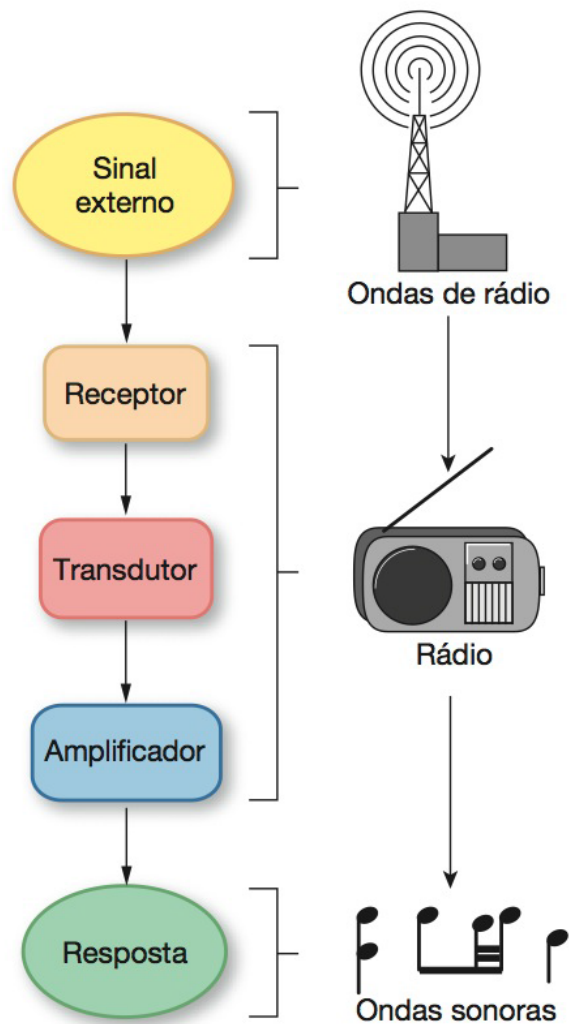 Sinal
externo
Ondas de rádio
Receptor
Transdutor
Rádio
Amplificador
Resposta
Ondas sonoras